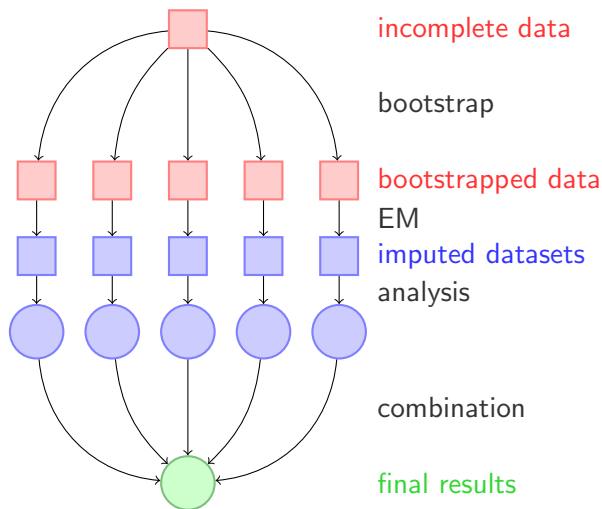 incomplete data
bootstrap
bootstrapped data
EM
imputed datasets
analysis
combination
final results